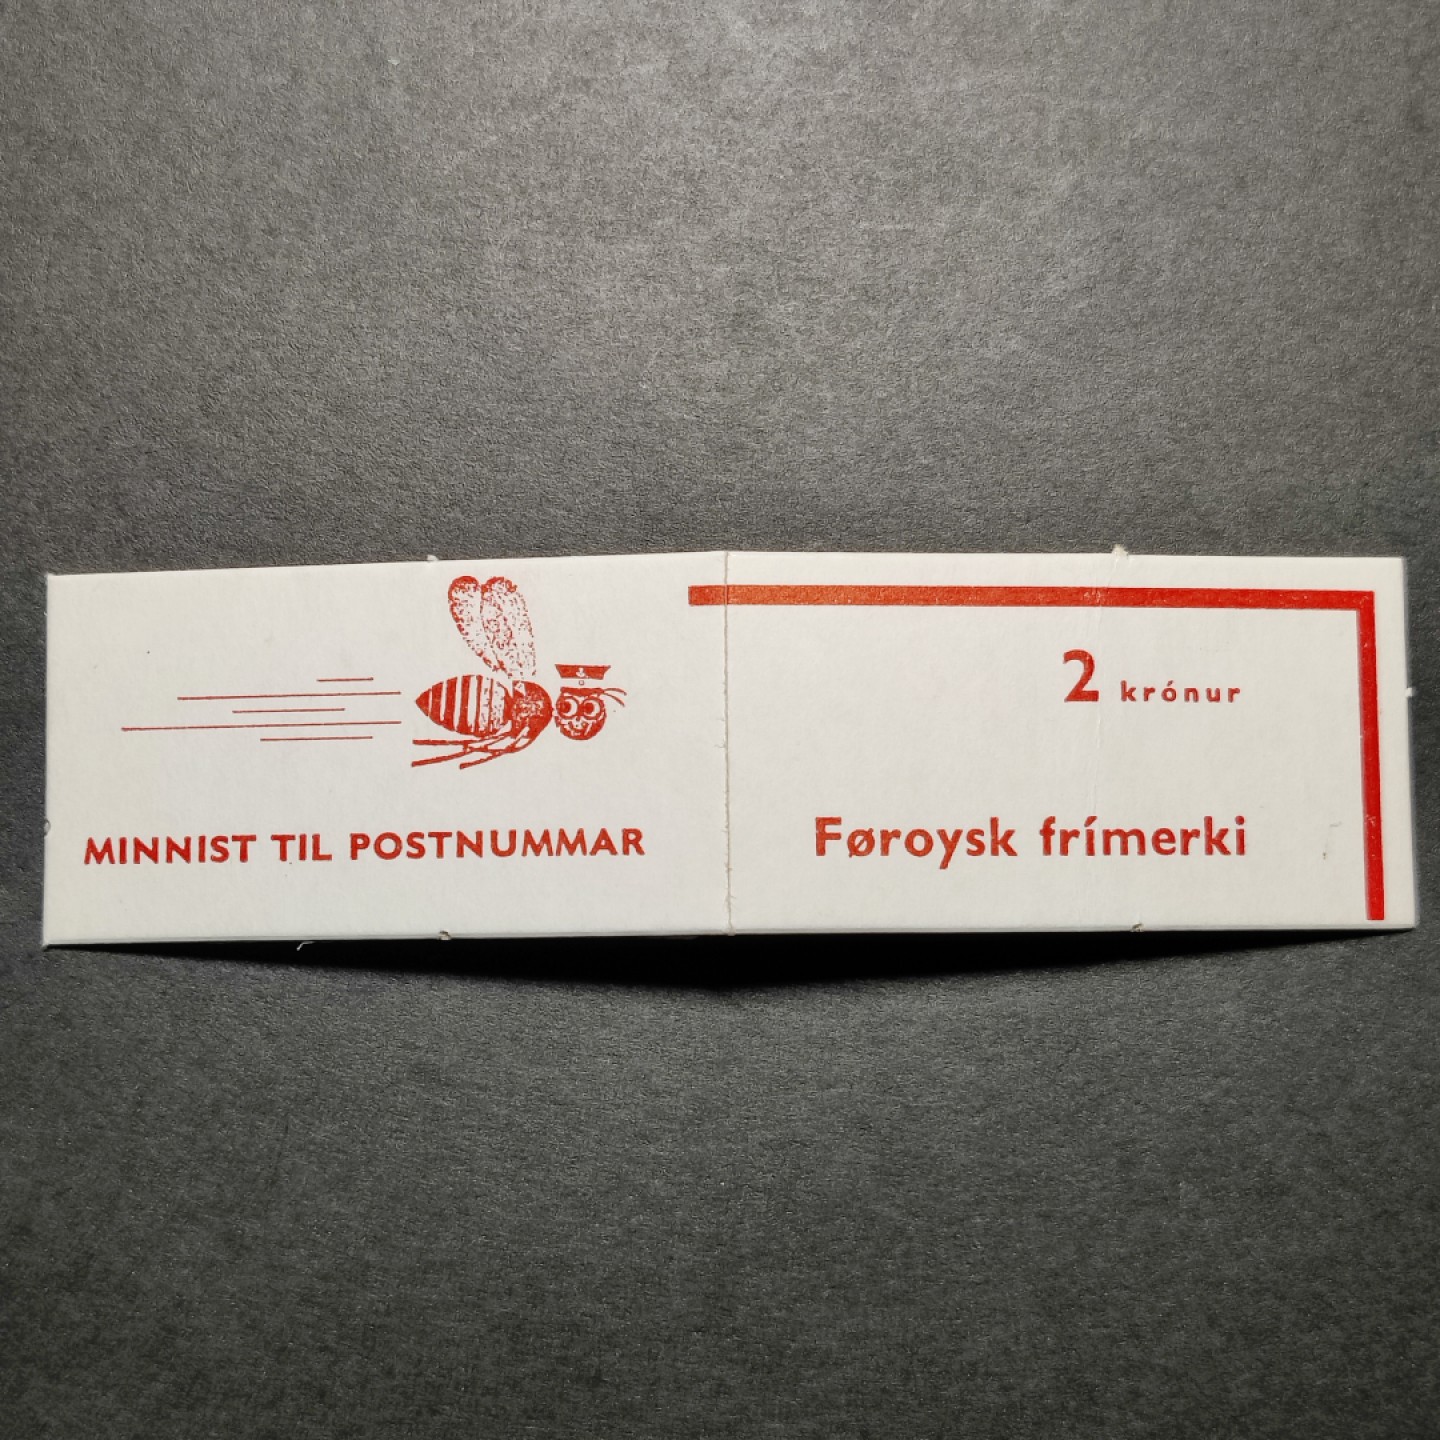 MINNIST TIL POSTNUMMAR
2 krónur
Føroysk frímerki